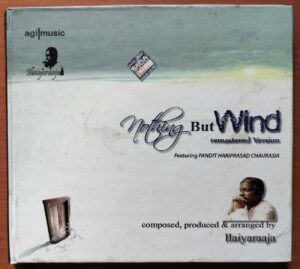 agi|music
Ilaiyaraaja
Nothing But Wind
remastered Version
Featuring PANDIT HARIPRASAD CHAURASIA
composed, produced & arranged by
Ilaiyaraaja